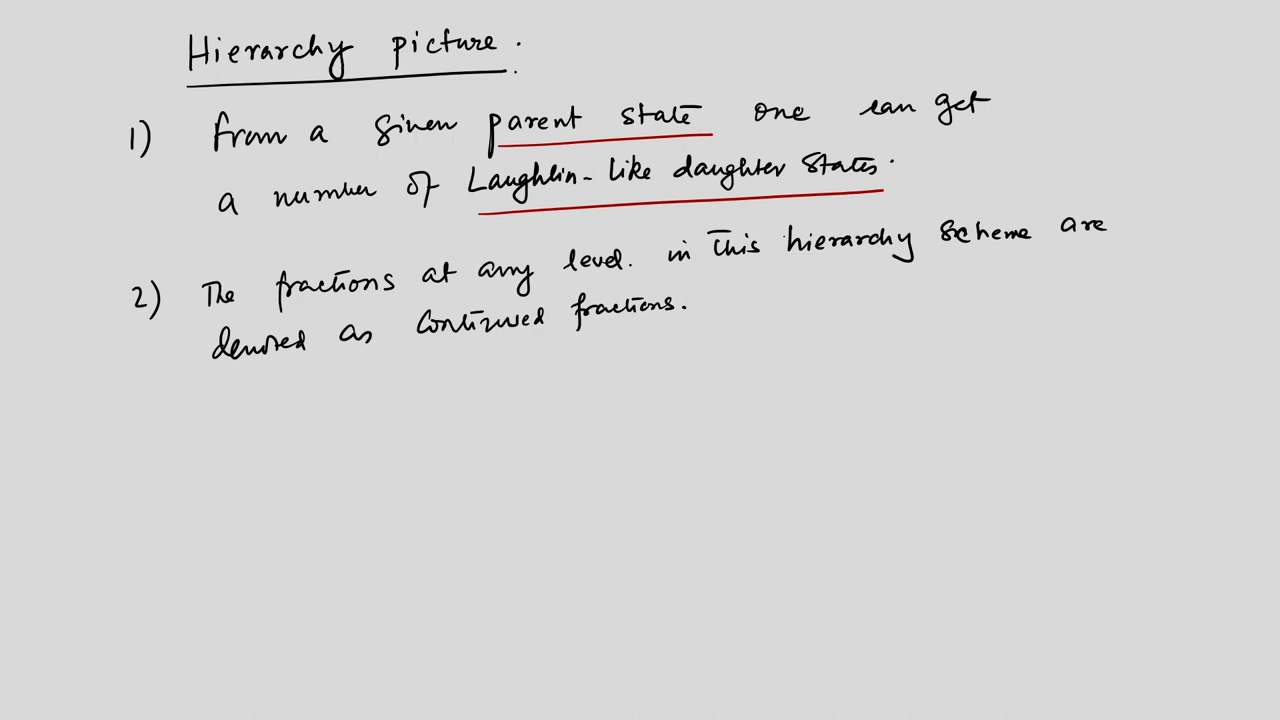 Hierarchy picture.
1) From a given parent state one can get
a number of Laughlin-like daughter states.
2) The fractions at any level. in this hierarchy scheme are
denoted as continued fractions.